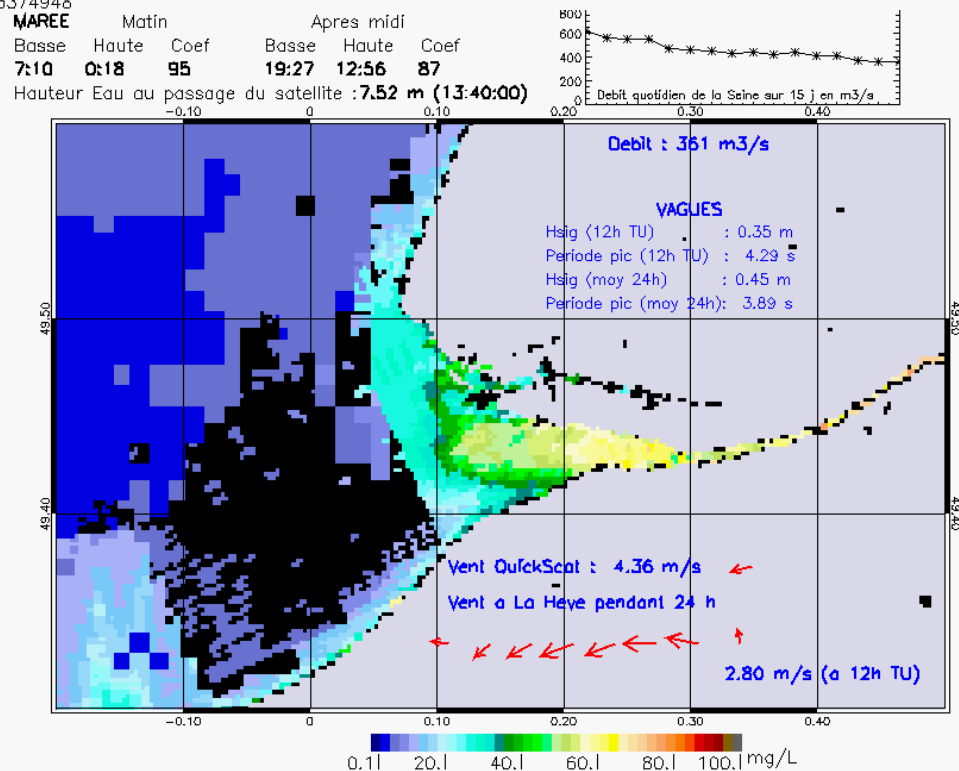 MAREE Matin Apres midi
Basse Haute Coef Basse Haute Coef
7:10 0:18 95 19:27 12:56 87
Hauteur Eau au passage du satellite : 7.52 m (13:40:00)
800
600
400
200
0
Debit quotidien de la Seine sur 15 j en m3/s
-0.10 0 0.10 0.20 0.30 0.40
Debit : 361 m3/s
VAGUES
Hsig (12h TU) : 0.35 m
Periode pic (12h TU) : 4.29 s
Hsig (moy 24h) : 0.45 m
Periode pic (moy 24h): 3.89 s
49.50 49.50
49.40 49.40
Vent QuickScat : 4.36 m/s
Vent a La Heve pendant 24 h
2.80 m/s (a 12h TU)
-0.10 0 0.10 0.20 0.30 0.40
0.1| 20.| 40.| 60.| 80.| 100.| mg/L